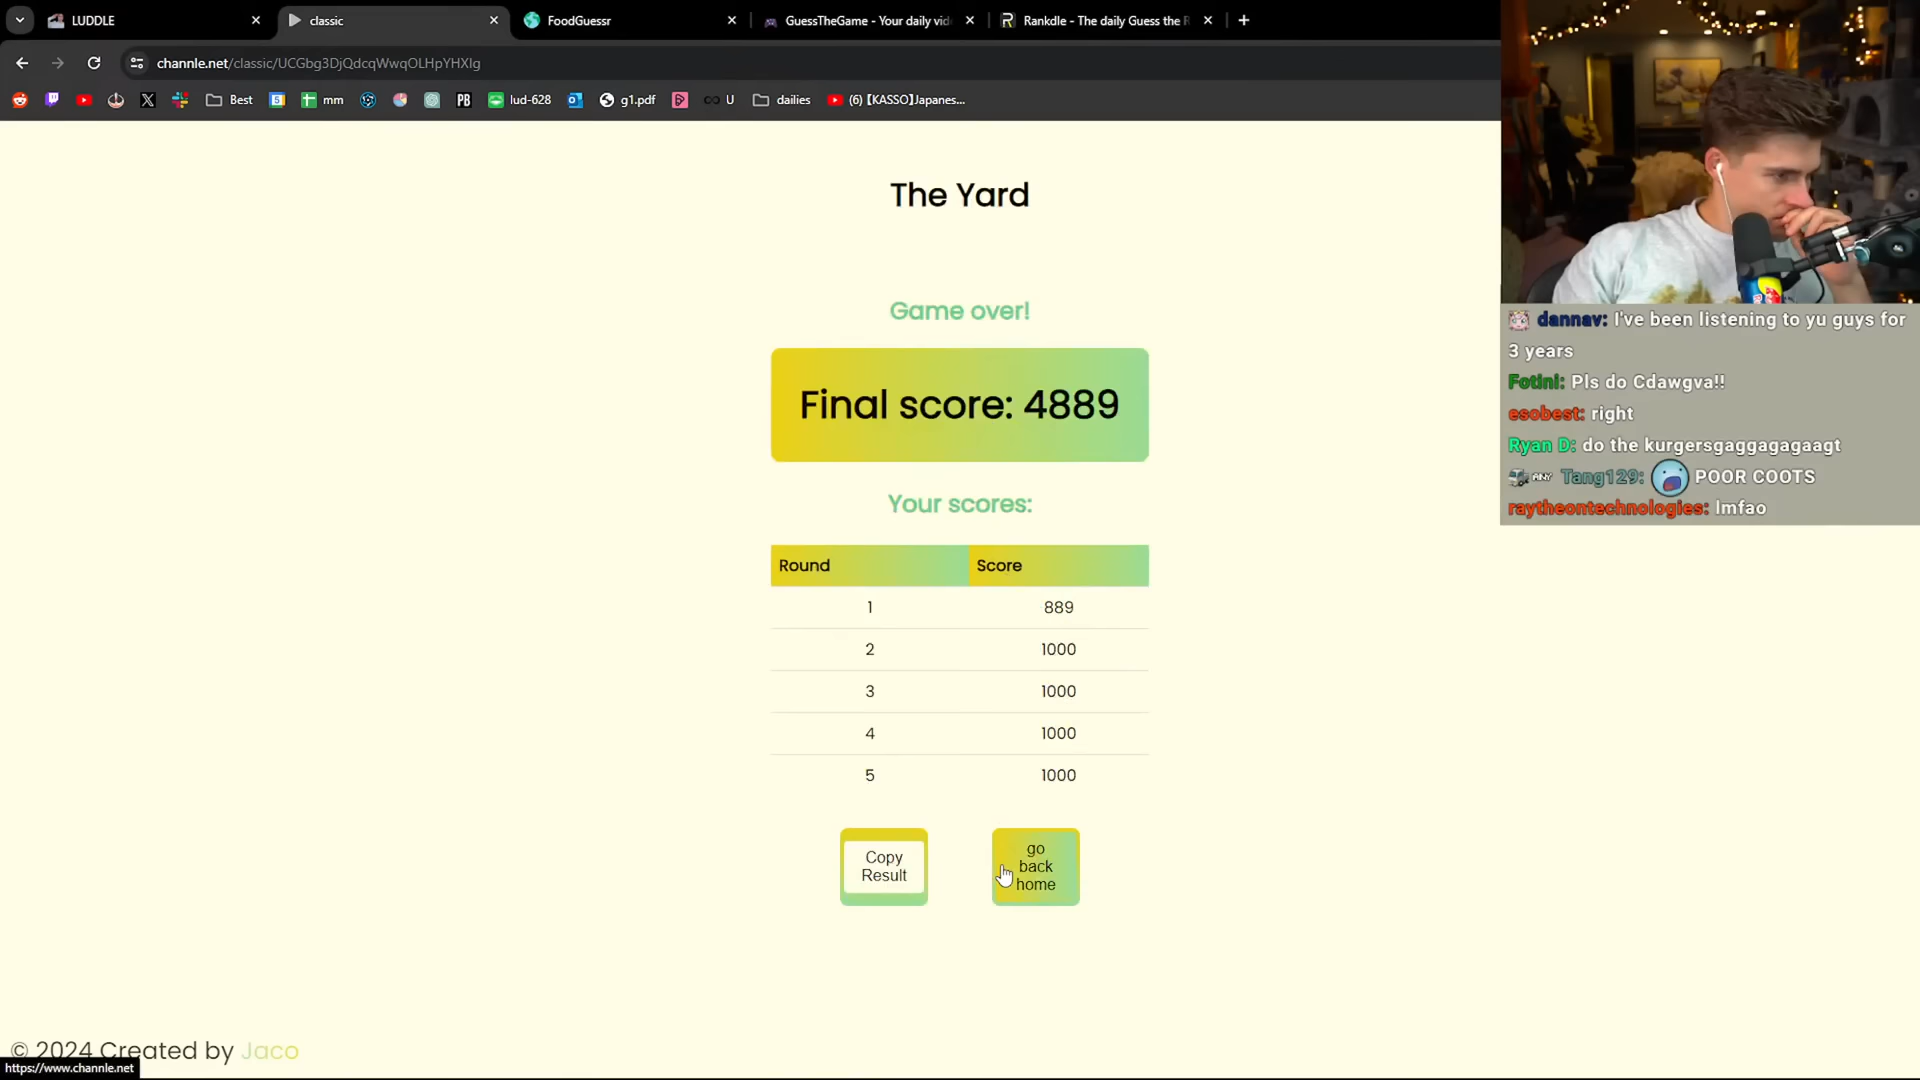 LUDDLE
classic
FoodGuessr
GuessTheGame - Your daily vid
Rankdle - The daily Guess the R
channle.net/classic/UCGbg3DjQdcqWwqOLHpYHXIg
Best
mm
PB
lud-628
g1.pdf
U
dailies
(6) 【KASSO】Japanes...
The Yard
Game over!
Final score: 4889
Your scores:
Round Score
1 889
2 1000
3 1000
4 1000
5 1000
Copy
Result
go
back
home
© 2024 Created by Jaco
https://www.channle.net
dannav: I've been listening to yu guys for
3 years
Fotini: Pls do Cdawgva!!
esobest: right
Ryan D: do the kurgersgaggagagaagt
ANY Tang129: POOR COOTS
raytheontechnologies: lmfao